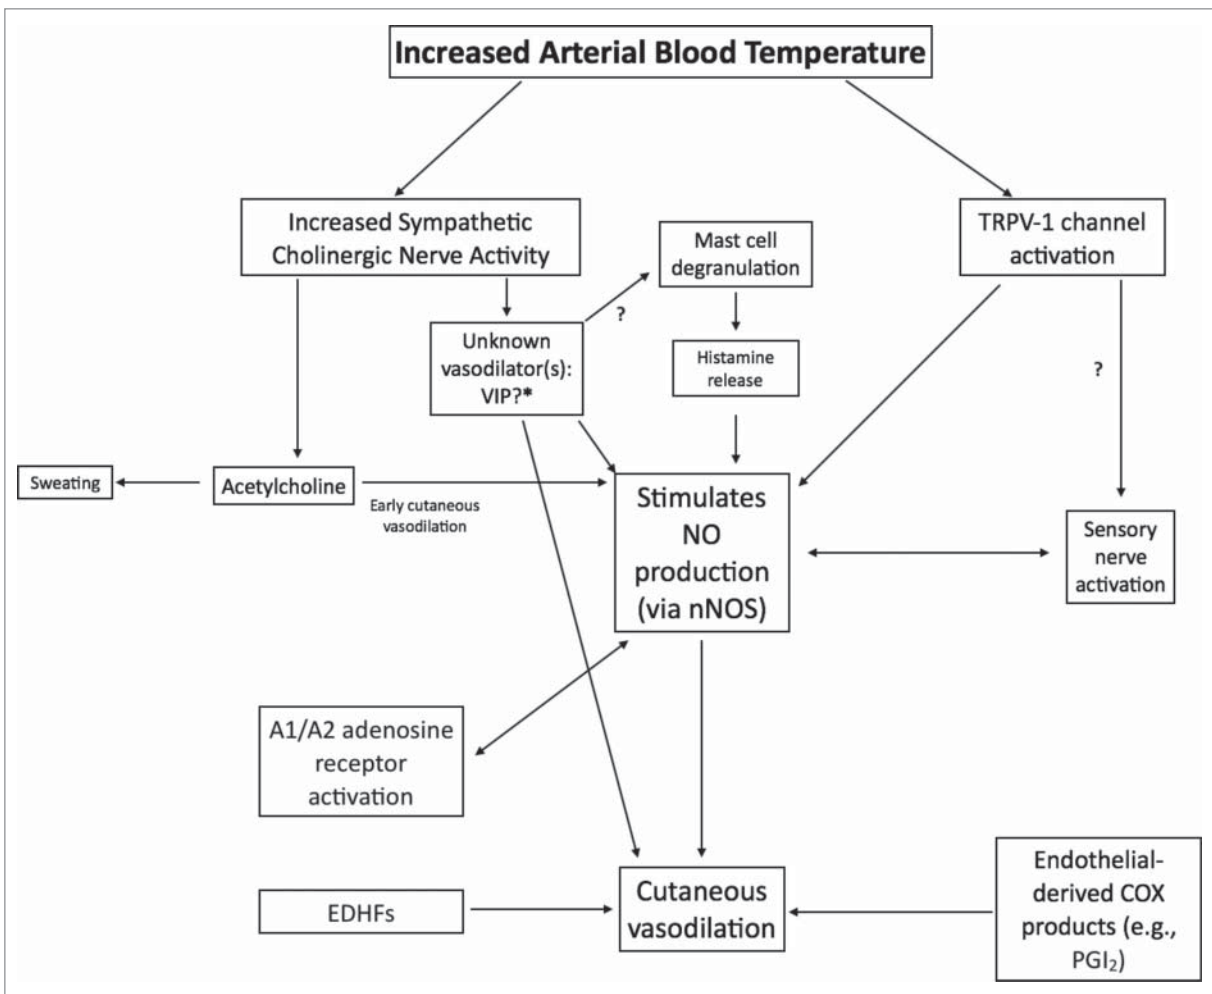 Increased Arterial Blood Temperature
Increased Sympathetic
Cholinergic Nerve Activity
Mast cell
degranulation
TRPV-1 channel
activation
?
Unknown
vasodilator(s):
VIP?*
Histamine
release
?
Sweating
Acetylcholine
Early cutaneous
vasodilation
Stimulates
NO
production
(via nNOS)
Sensory
nerve
activation
A1/A2 adenosine
receptor
activation
EDHFs
Cutaneous
vasodilation
Endothelial-
derived COX
products (e.g.,
PGI₂)